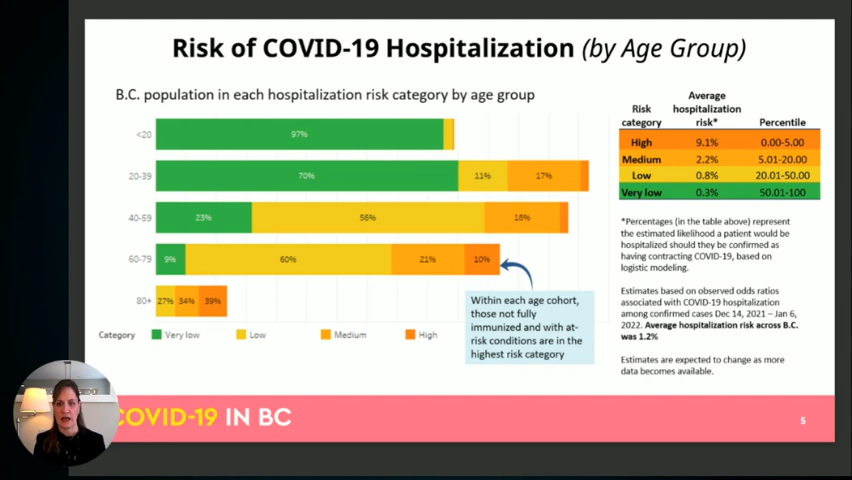 Risk of COVID-19 Hospitalization (by Age Group)
B.C. population in each hospitalization risk category by age group
<20
97%
20-39
70%
11%
17%
40-59
23%
56%
18%
60-79
9%
60%
21%
10%
80+
27%
34%
39%
Category
Very low
Low
Medium
High
Within each age cohort,
those not fully
immunized and with at-
risk conditions are in the
highest risk category
Risk
category
Average
hospitalization
risk*
Percentile
High 9.1% 0.00-5.00
Medium 2.2% 5.01-20.00
Low 0.8% 20.01-50.00
Very low 0.3% 50.01-100
*Percentages (in the table above) represent
the estimated likelihood a patient would be
hospitalized should they be confirmed as
having contracting COVID-19, based on
logistic modeling.
Estimates based on observed odds ratios
associated with COVID-19 hospitalization
among confirmed cases Dec 14, 2021 – Jan 6,
2022. Average hospitalization risk across B.C.
was 1.2%
Estimates are expected to change as more
data becomes available.
COVID-19 IN BC
5